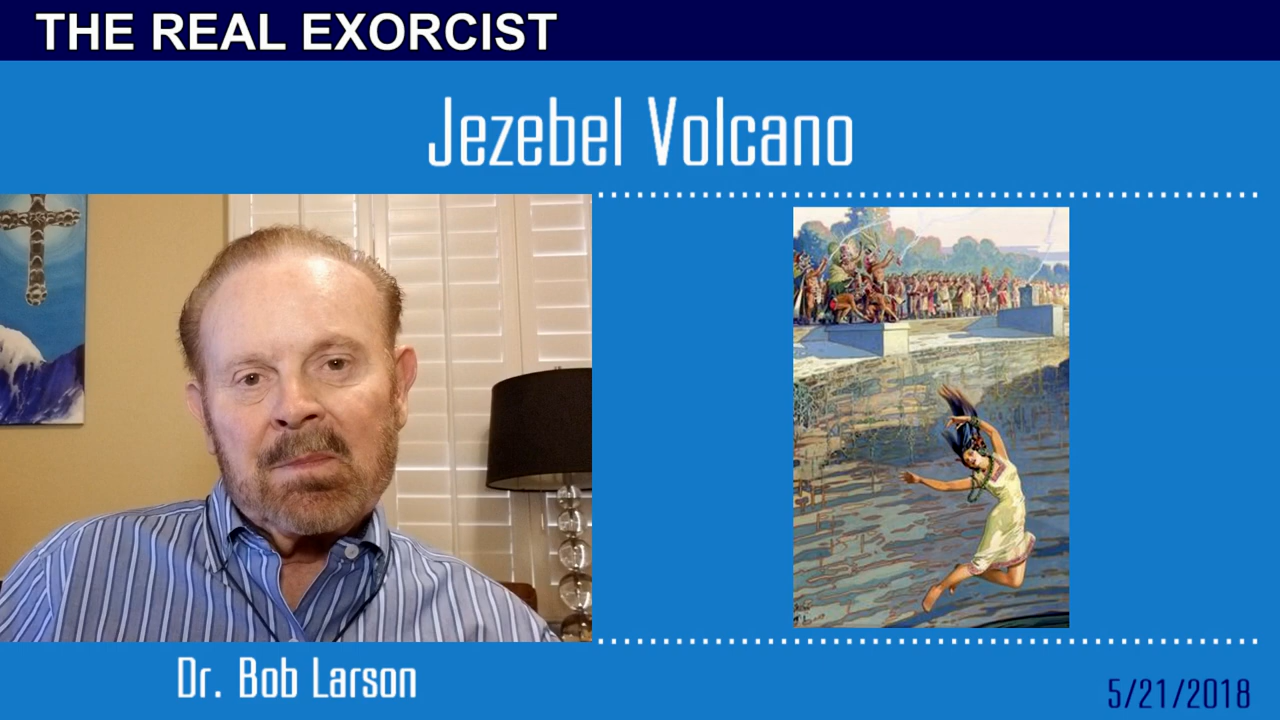 THE REAL EXORCIST
Jezebel Volcano
Dr. Bob Larson
5/21/2018